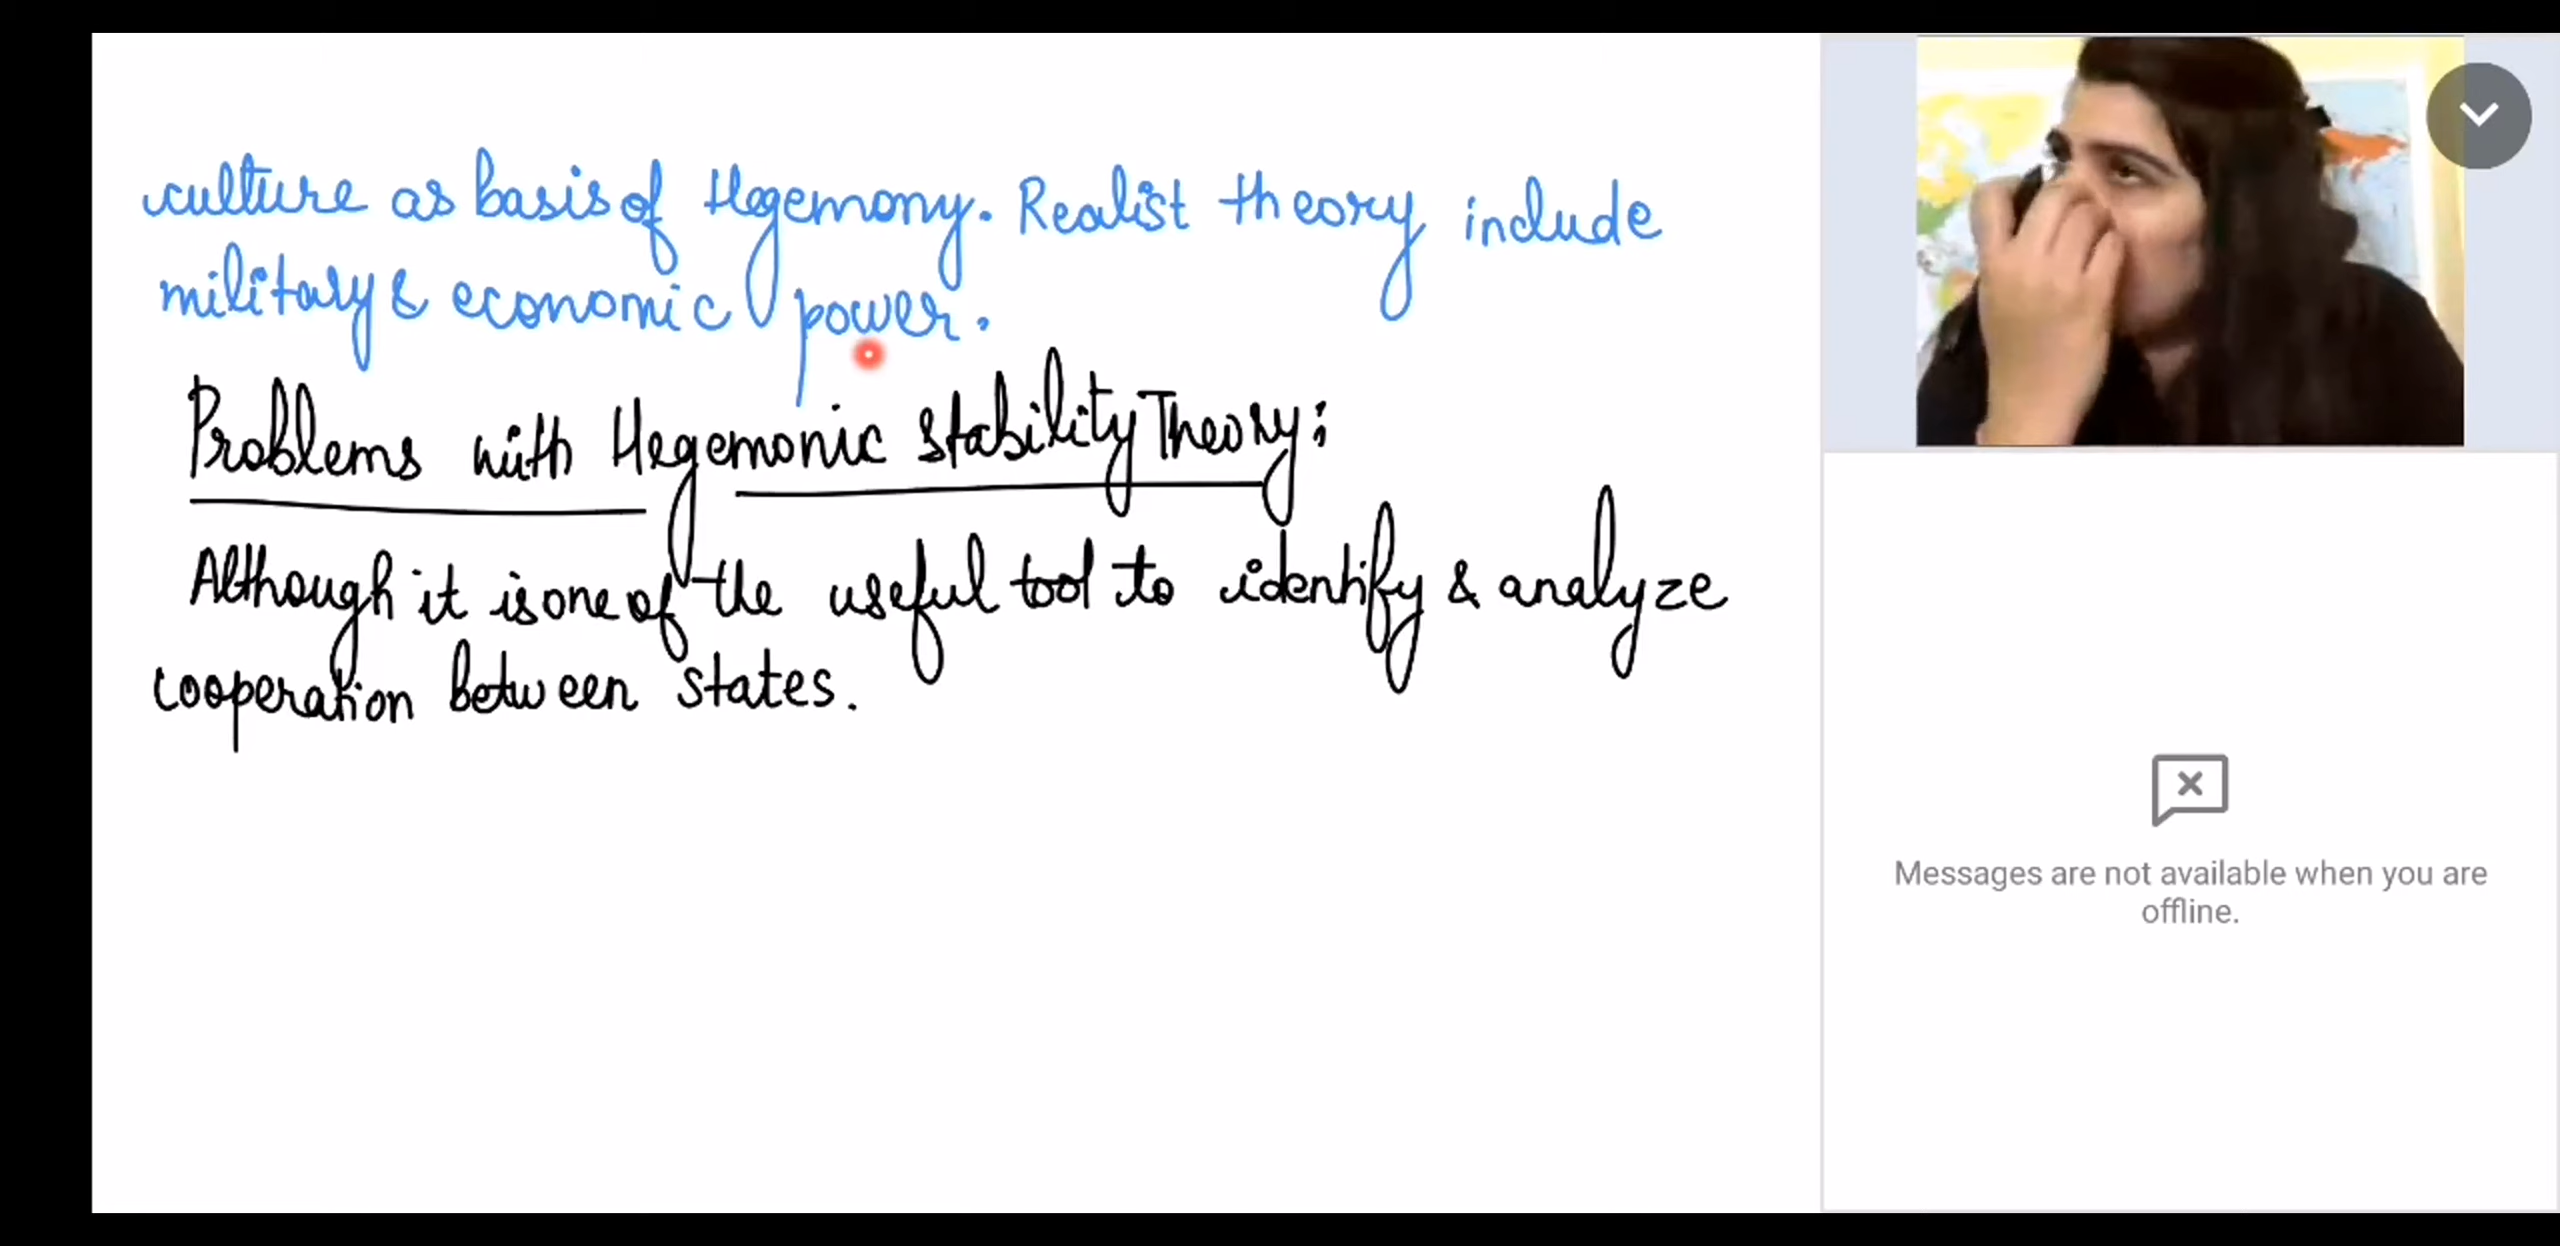 culture as basis of Hegemony. Realist theory include
military & economic power.
Problems with Hegemonic Stability Theory:
Although it is one of the useful tool to identify & analyze
cooperation between states.
Messages are not available when you are
offline.